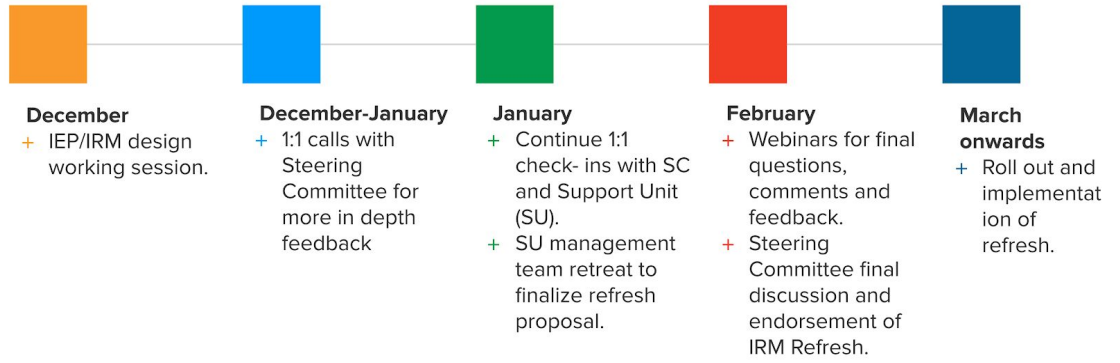 December
+ IEP/IRM design
working session.
December-January
+ 1:1 calls with
Steering
Committee for
more in depth
feedback
January
+ Continue 1:1
check- ins with SC
and Support Unit
(SU).
+ SU management
team retreat to
finalize refresh
proposal.
February
+ Webinars for final
questions,
comments and
feedback.
+ Steering
Committee final
discussion and
endorsement of
IRM Refresh.
March
onwards
+ Roll out and
implementat
ion of
refresh.